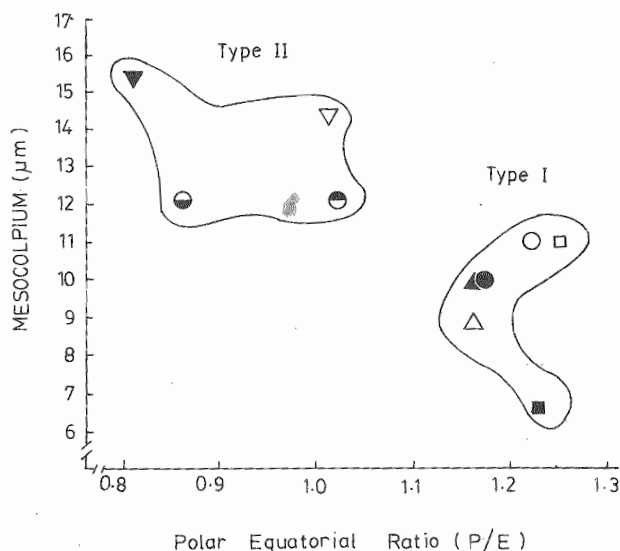 17
16
15
14
13
12
11
10
9
8
7
6
MESOCOLPIUM (µm)
Type II
Type I
0.8 0.9 1.0 1.1 1.2 1.3
Polar Equatorial Ratio (P/E)